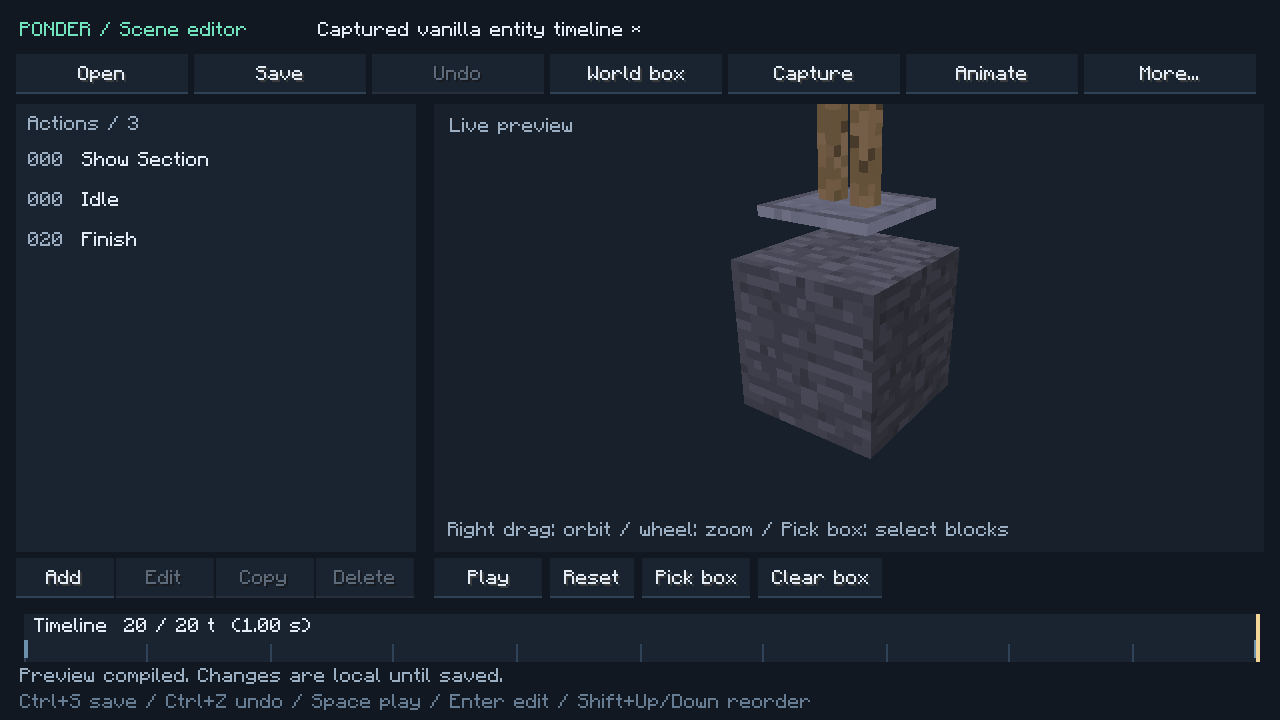 PONDER / Scene editor Captured vanilla entity timeline *
Open Save Undo World box Capture Animate More...
Actions / 3
000 Show Section
000 Idle
020 Finish
Live preview
Right drag: orbit / wheel: zoom / Pick box: select blocks
Add Edit Copy Delete Play Reset Pick box Clear box
Timeline 20 / 20 t (1.00 s)
Preview compiled. Changes are local until saved.
Ctrl+S save / Ctrl+Z undo / Space play / Enter edit / Shift+Up/Down reorder